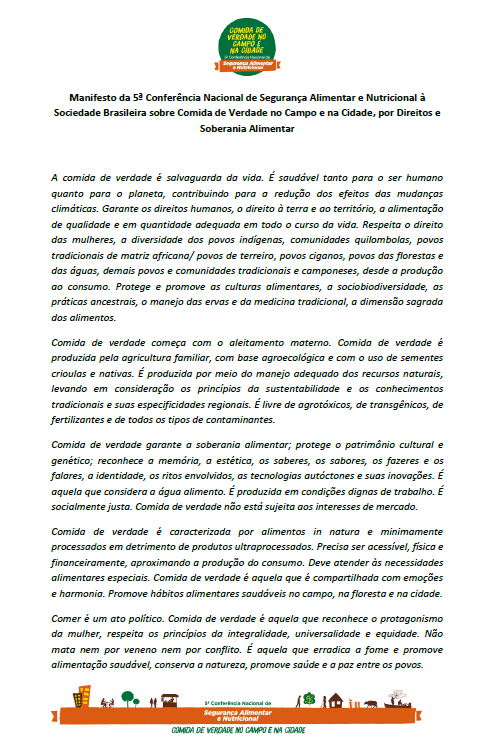 COMIDA DE
VERDADE NO
CAMPO E
NA CIDADE
5ª Conferência Nacional de
Segurança Alimentar
e Nutricional
Manifesto da 5ª Conferência Nacional de Segurança Alimentar e Nutricional à
Sociedade Brasileira sobre Comida de Verdade no Campo e na Cidade, por Direitos e
Soberania Alimentar
A comida de verdade é salvaguarda da vida. É saudável tanto para o ser humano
quanto para o planeta, contribuindo para a redução dos efeitos das mudanças
climáticas. Garante os direitos humanos, o direito à terra e ao território, a alimentação
de qualidade e em quantidade adequada em todo o curso da vida. Respeita o direito
das mulheres, a diversidade dos povos indígenas, comunidades quilombolas, povos
tradicionais de matriz africana/ povos de terreiro, povos ciganos, povos das florestas e
das águas, demais povos e comunidades tradicionais e camponeses, desde a produção
ao consumo. Protege e promove as culturas alimentares, a sociobiodiversidade, as
práticas ancestrais, o manejo das ervas e da medicina tradicional, a dimensão sagrada
dos alimentos.
Comida de verdade começa com o aleitamento materno. Comida de verdade é
produzida pela agricultura familiar, com base agroecológica e com o uso de sementes
crioulas e nativas. É produzida por meio do manejo adequado dos recursos naturais,
levando em consideração os princípios da sustentabilidade e os conhecimentos
tradicionais e suas especificidades regionais. É livre de agrotóxicos, de transgênicos, de
fertilizantes e de todos os tipos de contaminantes.
Comida de verdade garante a soberania alimentar; protege o patrimônio cultural e
genético; reconhece a memória, a estética, os saberes, os sabores, os fazeres e os
falares, a identidade, os ritos envolvidos, as tecnologias autóctones e suas inovações. É
aquela que considera a água alimento. É produzida em condições dignas de trabalho. É
socialmente justa. Comida de verdade não está sujeita aos interesses de mercado.
Comida de verdade é caracterizada por alimentos in natura e minimamente
processados em detrimento de produtos ultraprocessados. Precisa ser acessível, física e
financeiramente, aproximando a produção do consumo. Deve atender às necessidades
alimentares especiais. Comida de verdade é aquela que é compartilhada com emoções
e harmonia. Promove hábitos alimentares saudáveis no campo, na floresta e na cidade.
Comer é um ato político. Comida de verdade é aquela que reconhece o protagonismo
da mulher, respeita os princípios da integralidade, universalidade e equidade. Não
mata nem por veneno nem por conflito. É aquela que erradica a fome e promove
alimentação saudável, conserva a natureza, promove saúde e a paz entre os povos.
5ª Conferência Nacional de
Segurança Alimentar
e Nutricional
COMIDA DE VERDADE NO CAMPO E NA CIDADE